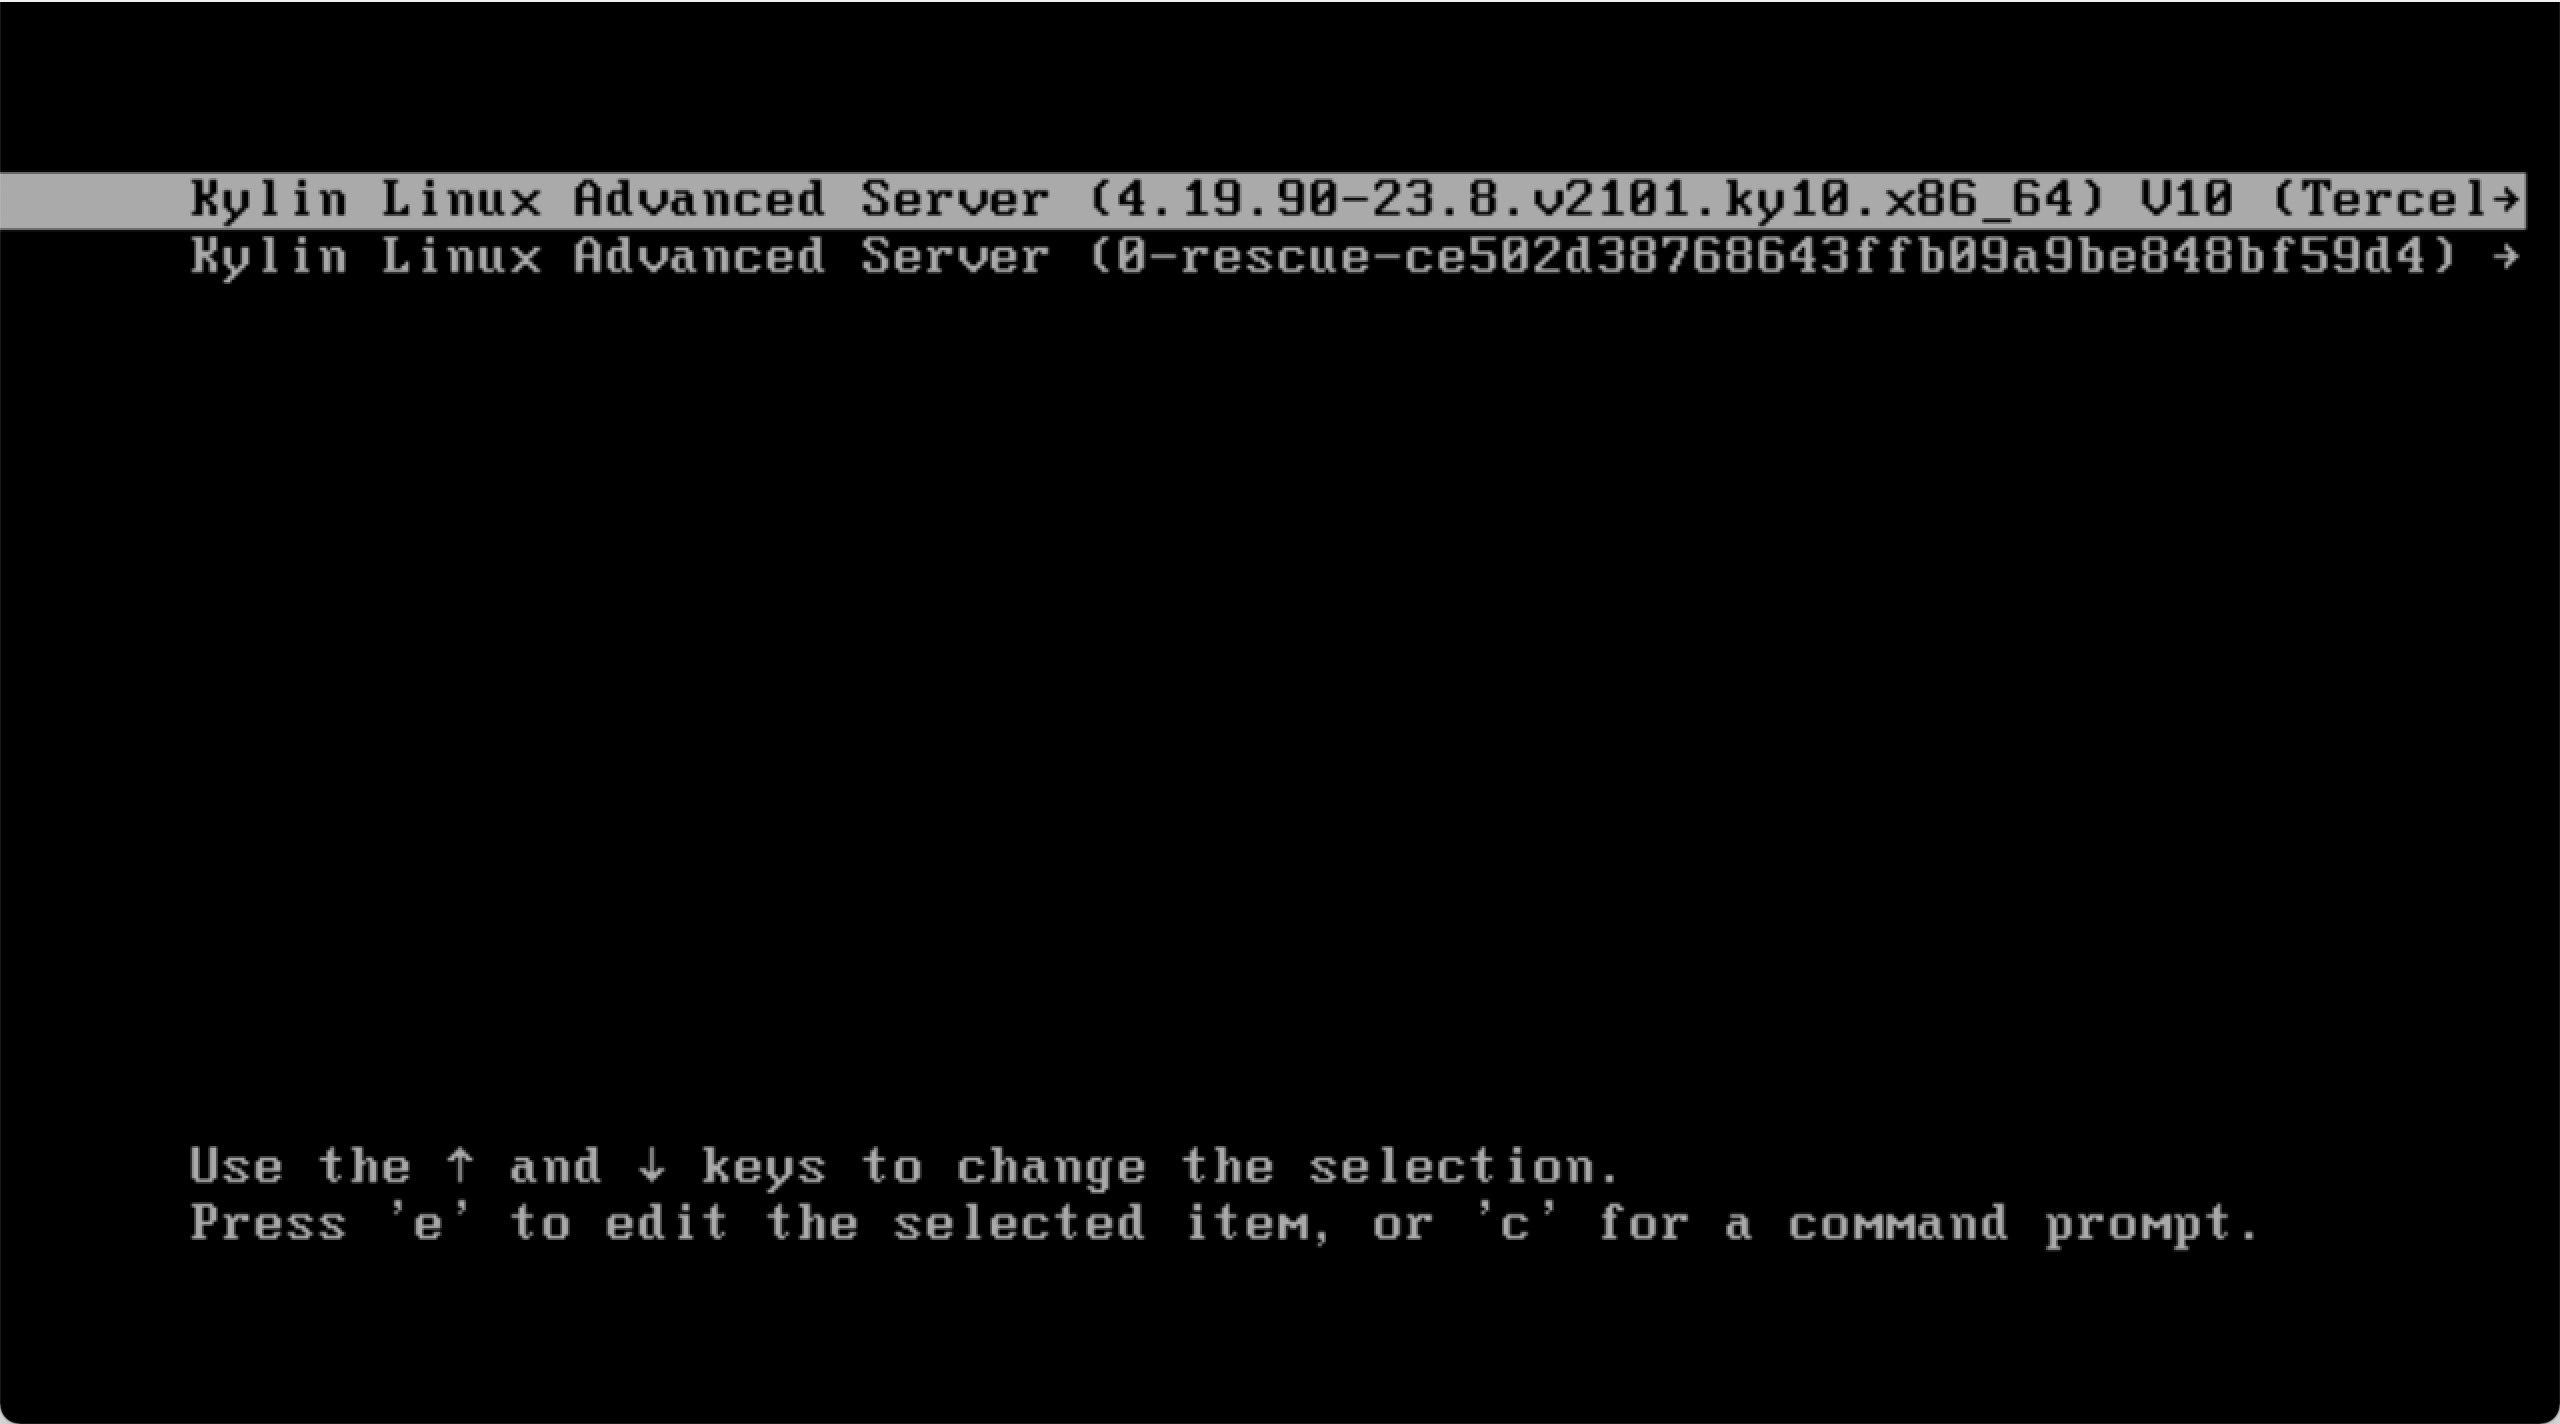 Kylin Linux Advanced Server (4.19.90-23.8.v2101.ky10.x86_64) V10 (Tercel→
Kylin Linux Advanced Server (0-rescue-ce502d38768643ffb09a9be848bf59d4) →
Use the ↑ and ↓ keys to change the selection.
Press 'e' to edit the selected item, or 'c' for a command prompt.